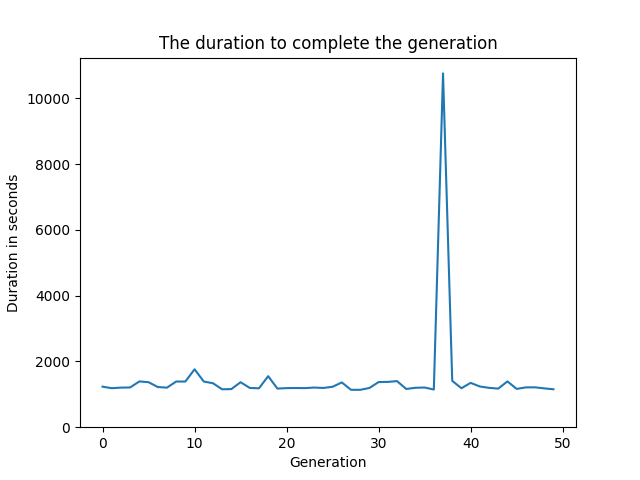 The duration to complete the generation
10000
8000
6000
4000
2000
0
Duration in seconds
0 10 20 30 40 50
Generation